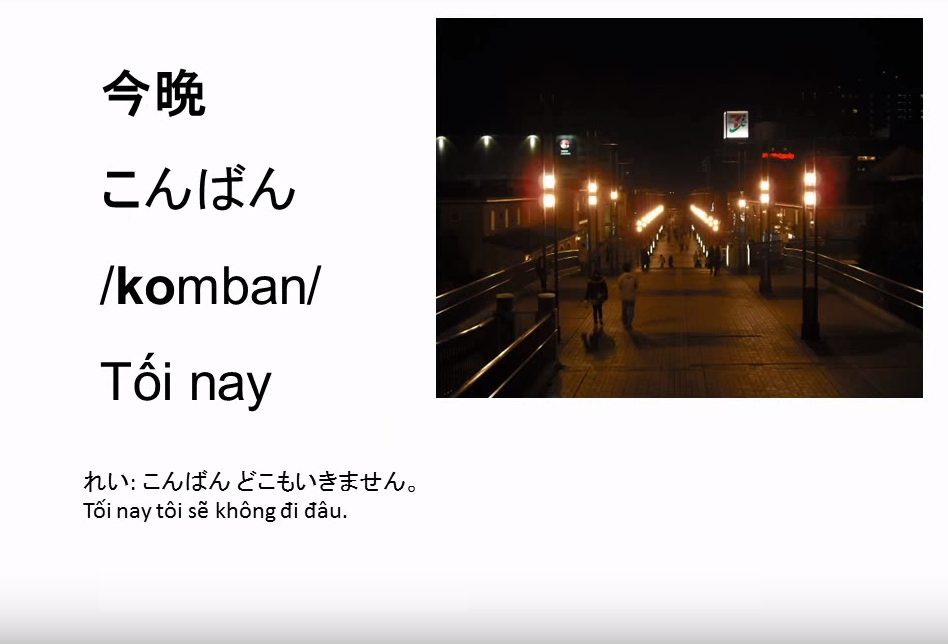 今晩
こんばん
/komban/
Tối nay
れい: こんばん どこもいきません。
Tối nay tôi sẽ không đi đâu.